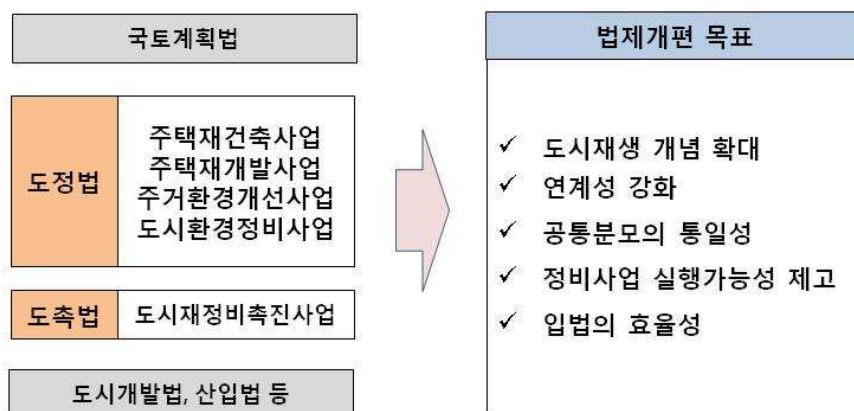 국토계획법
도정법
주택재건축사업
주택재개발사업
주거환경개선사업
도시환경정비사업
도촉법
도시재정비촉진사업
도시개발법, 산입법 등
법제개편 목표
✓ 도시재생 개념 확대
✓ 연계성 강화
✓ 공통분모의 통일성
✓ 정비사업 실행가능성 제고
✓ 입법의 효율성